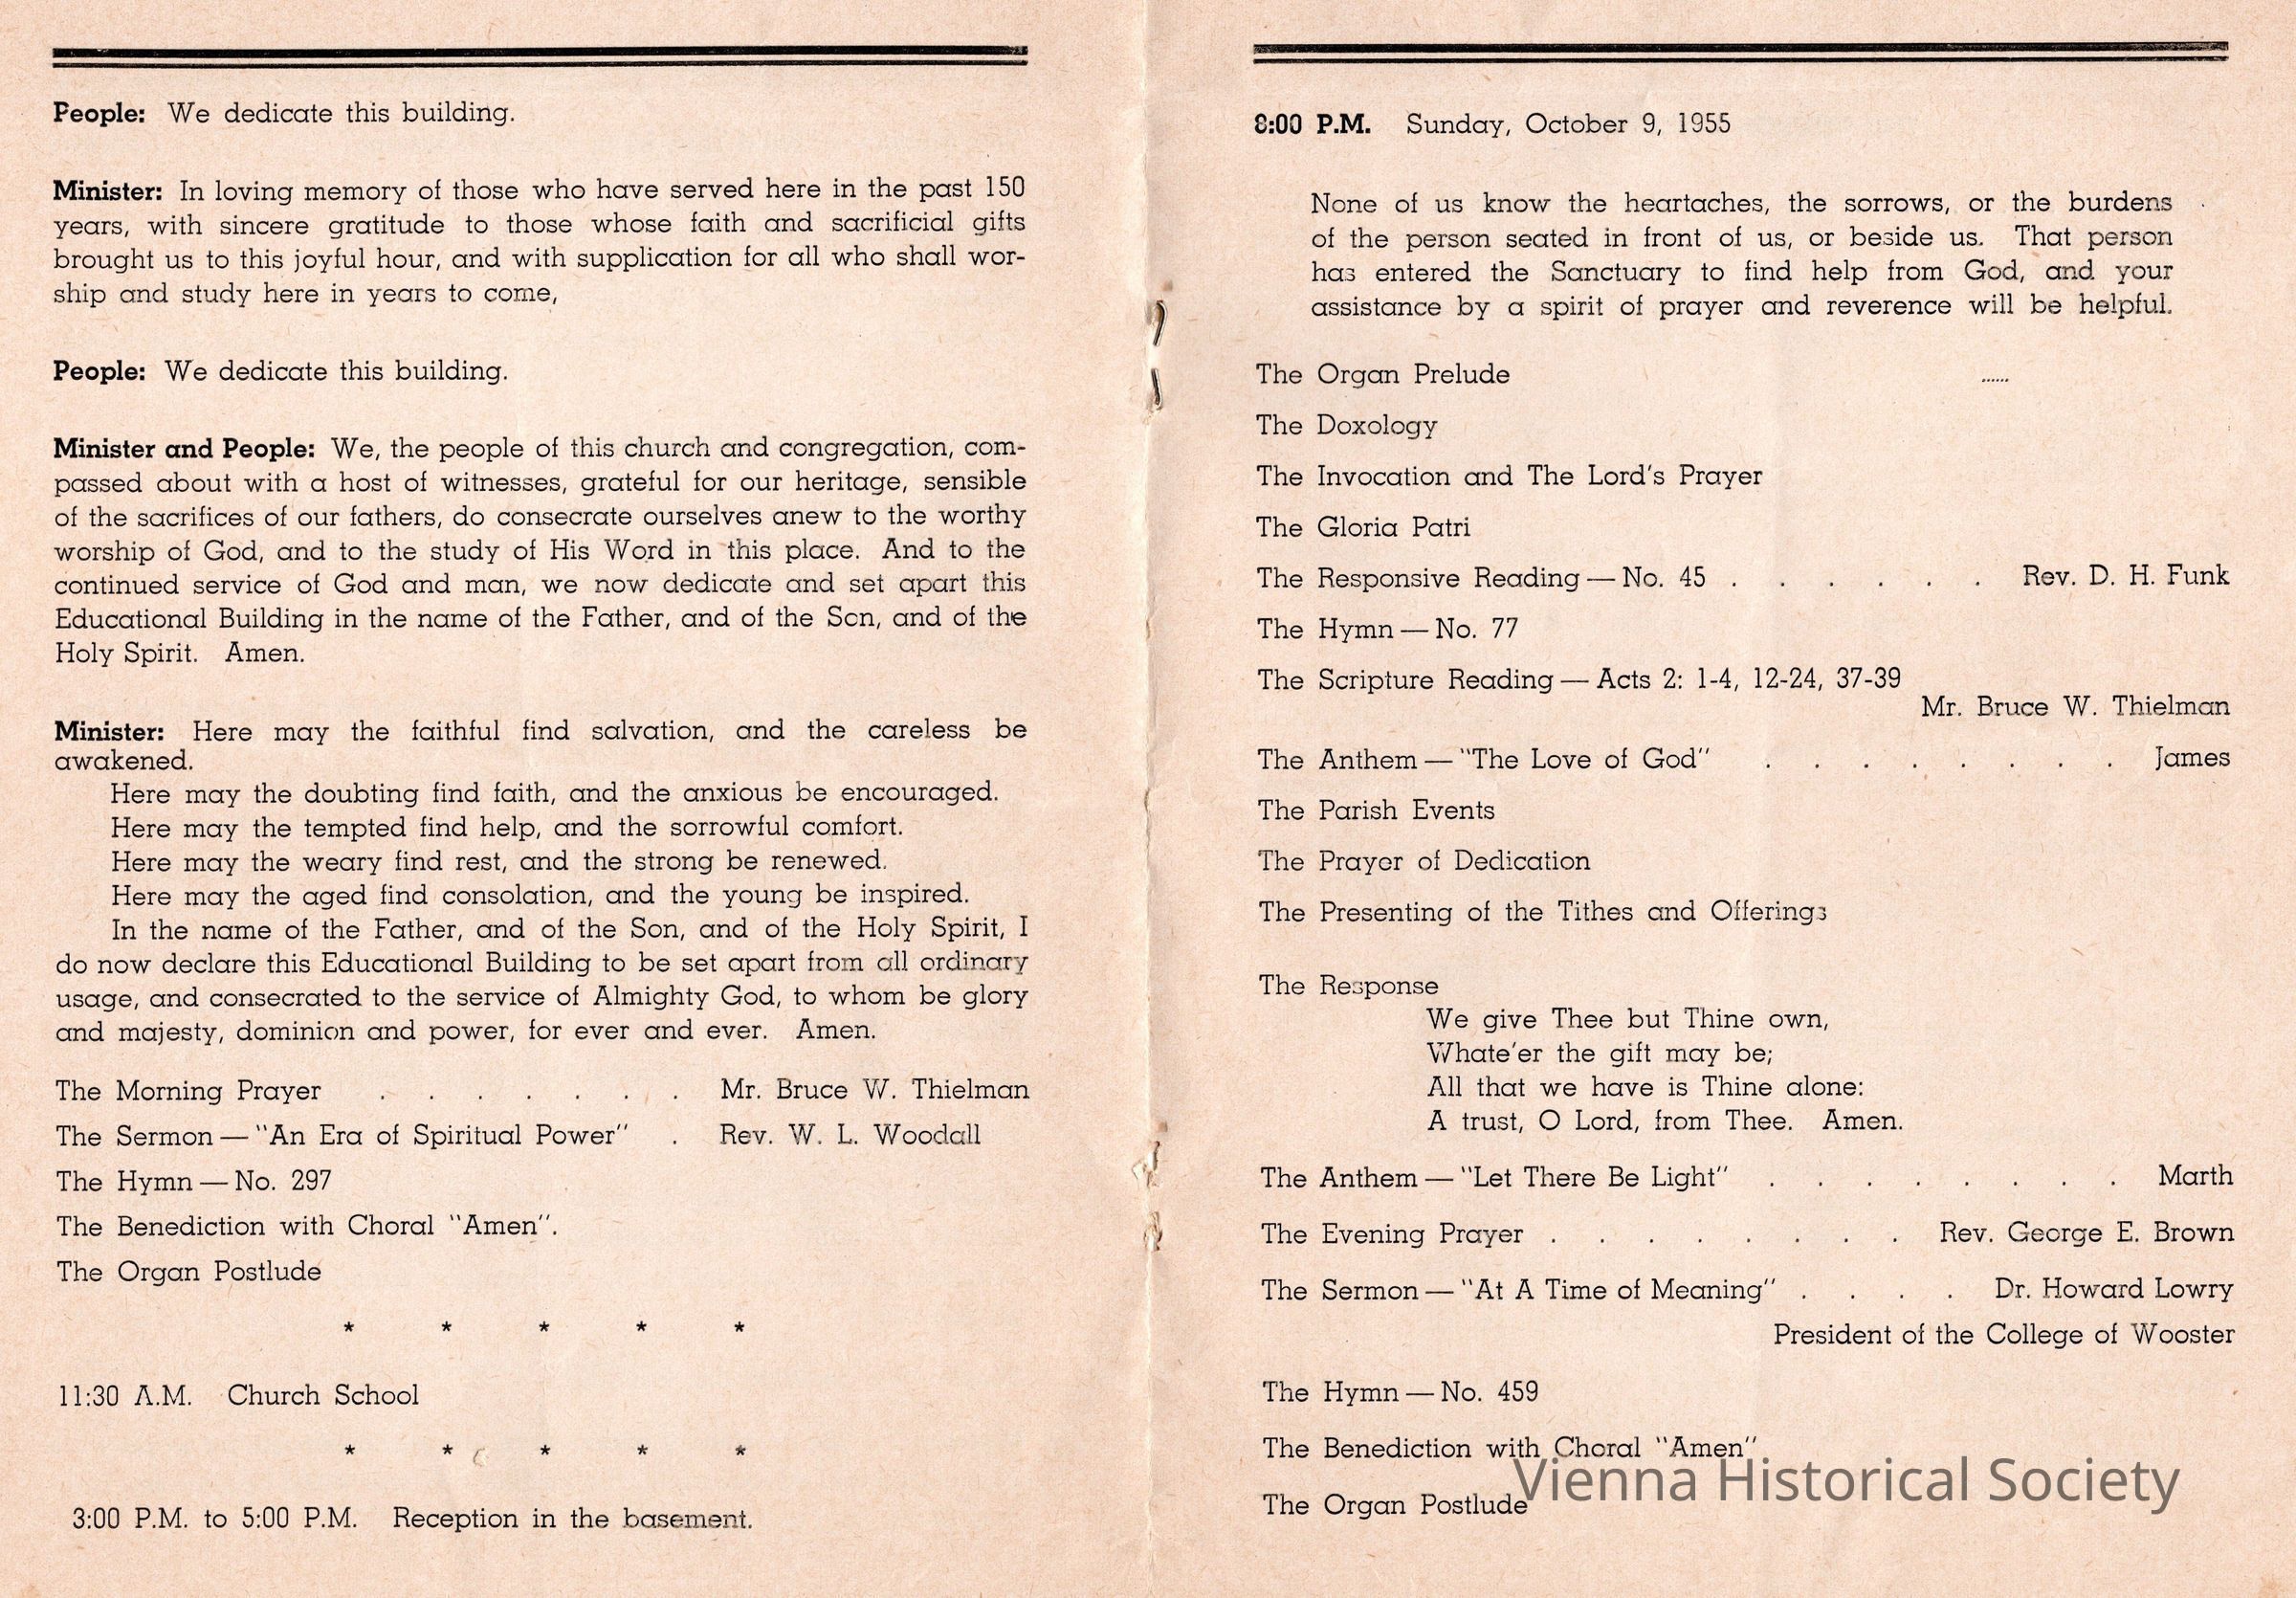 People: We dedicate this building.
Minister: In loving memory of those who have served here in the past 150
years, with sincere gratitude to those whose faith and sacrificial gifts
brought us to this joyful hour, and with supplication for all who shall wor-
ship and study here in years to come,
People: We dedicate this building.
Minister and People: We, the people of this church and congregation, com-
passed about with a host of witnesses, grateful for our heritage, sensible
of the sacrifices of our fathers, do consecrate ourselves anew to the worthy
worship of God, and to the study of His Word in this place. And to the
continued service of God and man, we now dedicate and set apart this
Educational Building in the name of the Father, and of the Son, and of the
Holy Spirit. Amen.
Minister: Here may the faithful find salvation, and the careless be
awakened.
Here may the doubting find faith, and the anxious be encouraged.
Here may the tempted find help, and the sorrowful comfort.
Here may the weary find rest, and the strong be renewed.
Here may the aged find consolation, and the young be inspired.
In the name of the Father, and of the Son, and of the Holy Spirit, I
do now declare this Educational Building to be set apart from all ordinary
usage, and consecrated to the service of Almighty God, to whom be glory
and majesty, dominion and power, for ever and ever. Amen.
The Morning Prayer . . . . . . . Mr. Bruce W. Thielman
The Sermon — "An Era of Spiritual Power" . Rev. W. L. Woodall
The Hymn — No. 297
The Benediction with Choral "Amen".
The Organ Postlude
* * * * *
11:30 A.M. Church School
* * * * *
3:00 P.M. to 5:00 P.M. Reception in the basement.
8:00 P.M. Sunday, October 9, 1955
None of us know the heartaches, the sorrows, or the burdens
of the person seated in front of us, or beside us. That person
has entered the Sanctuary to find help from God, and your
assistance by a spirit of prayer and reverence will be helpful.
The Organ Prelude ......
The Doxology
The Invocation and The Lord's Prayer
The Gloria Patri
The Responsive Reading — No. 45 . . . . . . Rev. D. H. Funk
The Hymn — No. 77
The Scripture Reading — Acts 2: 1-4, 12-24, 37-39
Mr. Bruce W. Thielman
The Anthem — "The Love of God" . . . . . . . . James
The Parish Events
The Prayer of Dedication
The Presenting of the Tithes and Offerings
The Response
We give Thee but Thine own,
Whate'er the gift may be;
All that we have is Thine alone:
A trust, O Lord, from Thee. Amen.
The Anthem — "Let There Be Light" . . . . . . . . Marth
The Evening Prayer . . . . . . . . Rev. George E. Brown
The Sermon — "At A Time of Meaning" . . . . Dr. Howard Lowry
President of the College of Wooster
The Hymn — No. 459
The Benediction with Choral "Amen"
The Organ Postlude
Vienna Historical Society